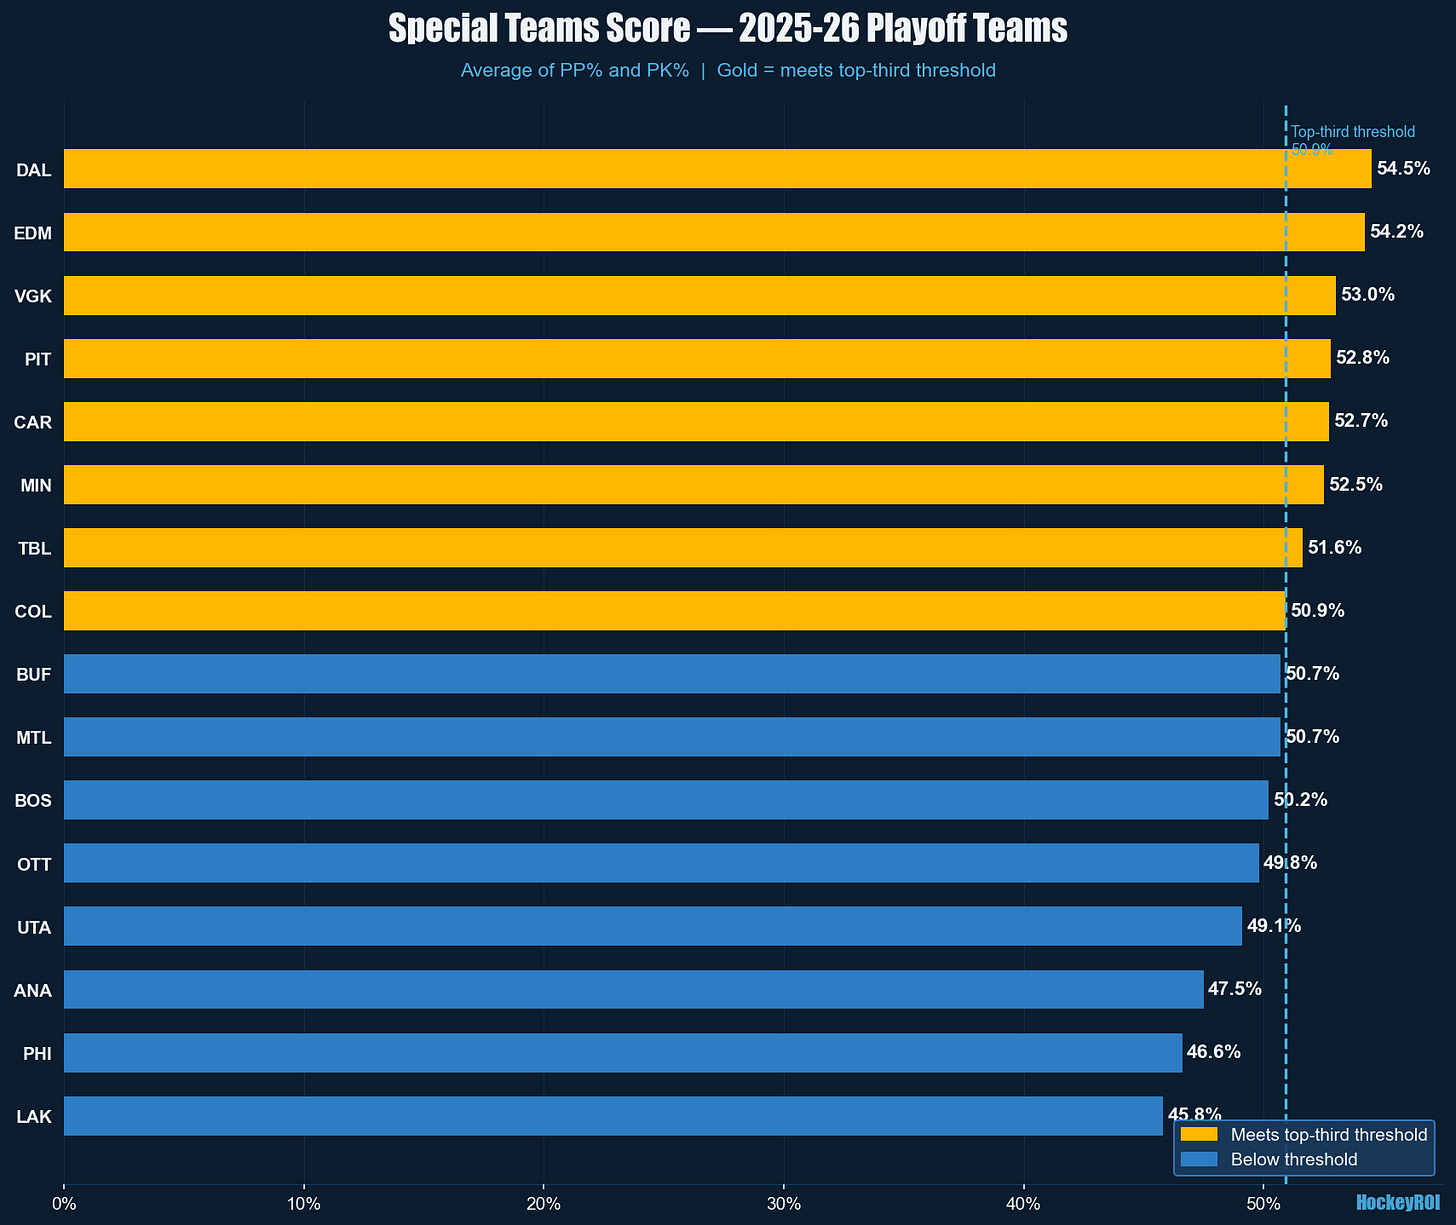 Special Teams Score — 2025-26 Playoff Teams
Average of PP% and PK% | Gold = meets top-third threshold
Top-third threshold
50.9%
DAL 54.5%
EDM 54.2%
VGK 53.0%
PIT 52.8%
CAR 52.7%
MIN 52.5%
TBL 51.6%
COL 50.9%
BUF 50.7%
MTL 50.7%
BOS 50.2%
OTT 49.8%
UTA 49.1%
ANA 47.5%
PHI 46.6%
LAK 45.8%
Meets top-third threshold
Below threshold
0% 10% 20% 30% 40% 50%
HockeyROI